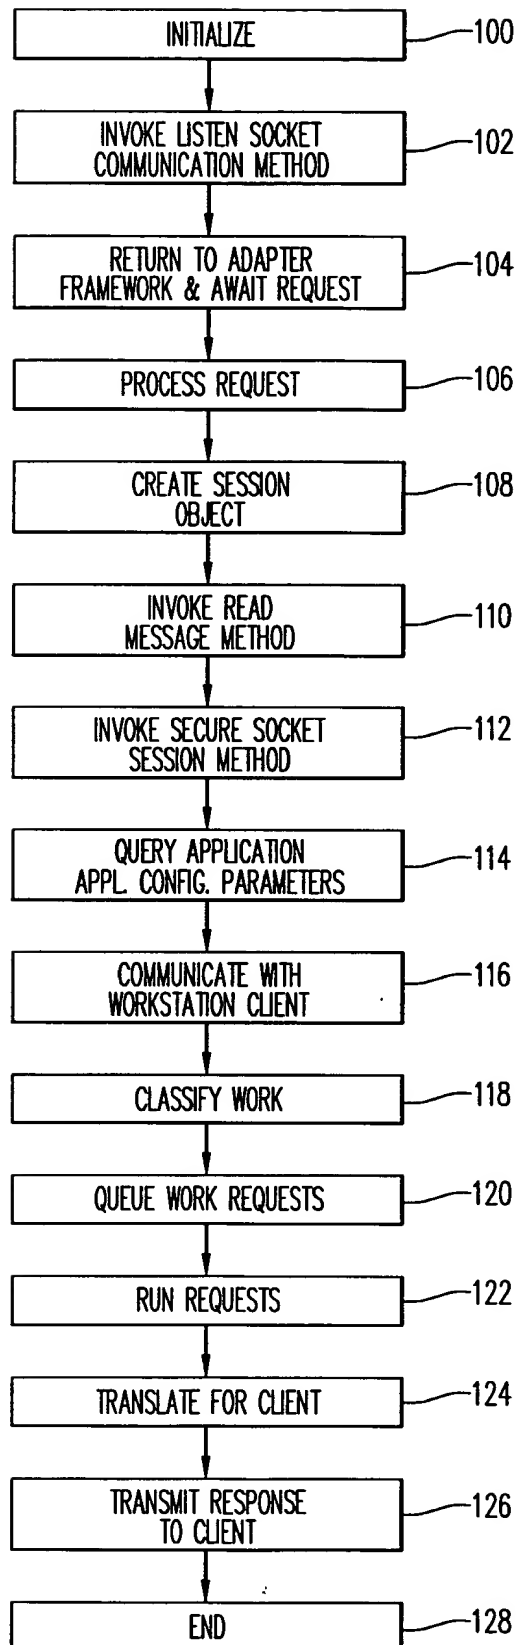 INITIALIZE
100
INVOKE LISTEN SOCKET
COMMUNICATION METHOD
102
RETURN TO ADAPTER
FRAMEWORK & AWAIT REQUEST
104
PROCESS REQUEST
106
CREATE SESSION
OBJECT
108
INVOKE READ
MESSAGE METHOD
110
INVOKE SECURE SOCKET
SESSION METHOD
112
QUERY APPLICATION
APPL. CONFIG. PARAMETERS
114
COMMUNICATE WITH
WORKSTATION CLIENT
116
CLASSIFY WORK
118
QUEUE WORK REQUESTS
120
RUN REQUESTS
122
TRANSLATE FOR CLIENT
124
TRANSMIT RESPONSE
TO CLIENT
126
END
128